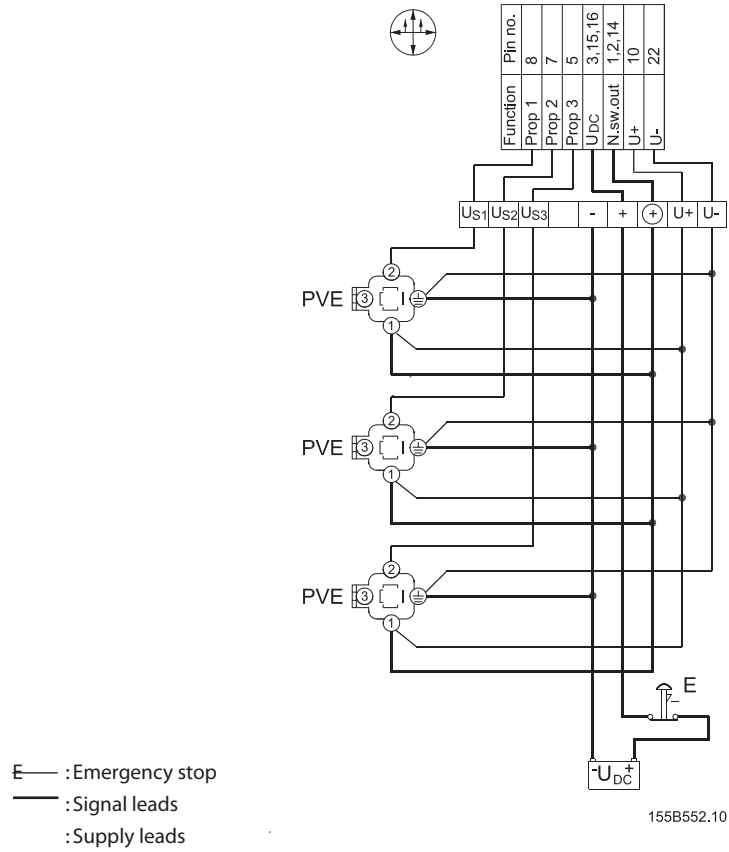 Function Pin no.
Prop 1 8
Prop 2 7
Prop 3 5
UDC 3,15,16
N.sw.out 1,2,14
U+ 10
U- 22
US1 US2 US3 - + + U+ U-
2
PVE 3
1
2
PVE 3
1
2
PVE 3
1
E
- UDC +
E : Emergency stop
: Signal leads
: Supply leads
155B552.10